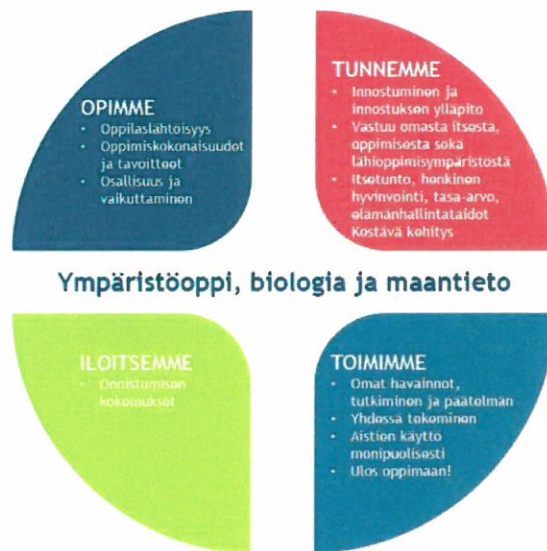 OPIMME
• Oppilaslähtöisyys
• Oppimiskokonaisuudet
ja tavoitteet
• Osallisuus ja
vaikuttaminen
TUNNEMME
• Innostuminen ja
innostuksen ylläpito
• Vastuu omasta itsestä,
oppimisesta sekä
lähioppimisympäristöstä
• Itsetunto, henkinen
hyvinvointi, tasa-arvo,
elämänhallintataidot
Kestävä kehitys
Ympäristöoppi, biologia ja maantieto
ILOITSEMME
• Onnistumisen
kokemukset
TOIMIMME
• Omat havainnot,
tutkiminen ja päätelmän
• Yhdessä tekeminen
• Aistien käyttö
monipuolisesti
• Ulos oppimaan!